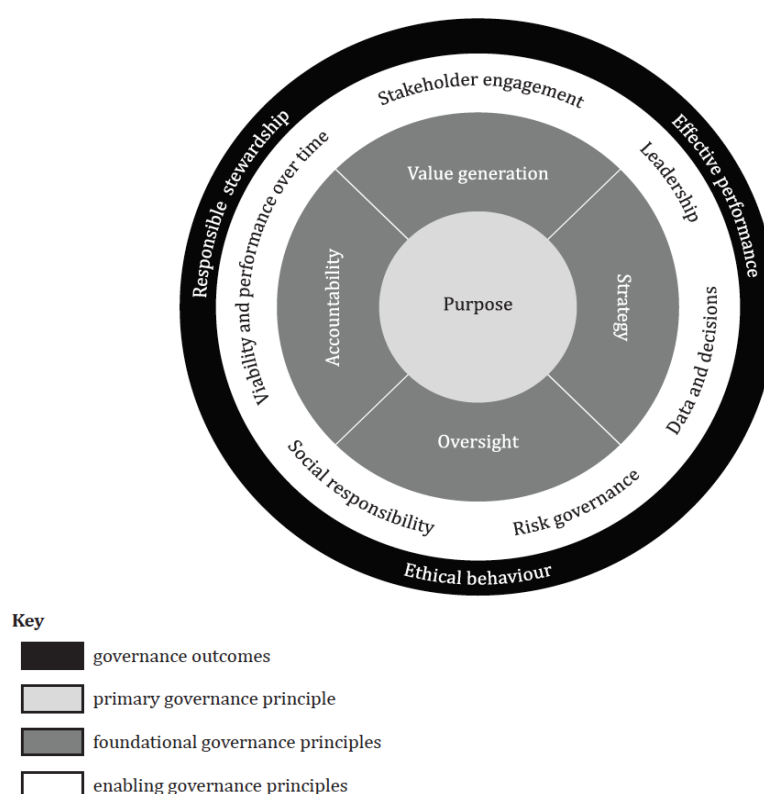 Stakeholder engagement
Responsible stewardship
Effective performance
Viability and performance over time
Leadership
Value generation
Accountability
Purpose
Strategy
Data and decisions
Oversight
Social responsibility
Risk governance
Ethical behaviour
Key
governance outcomes
primary governance principle
foundational governance principles
enabling governance principles